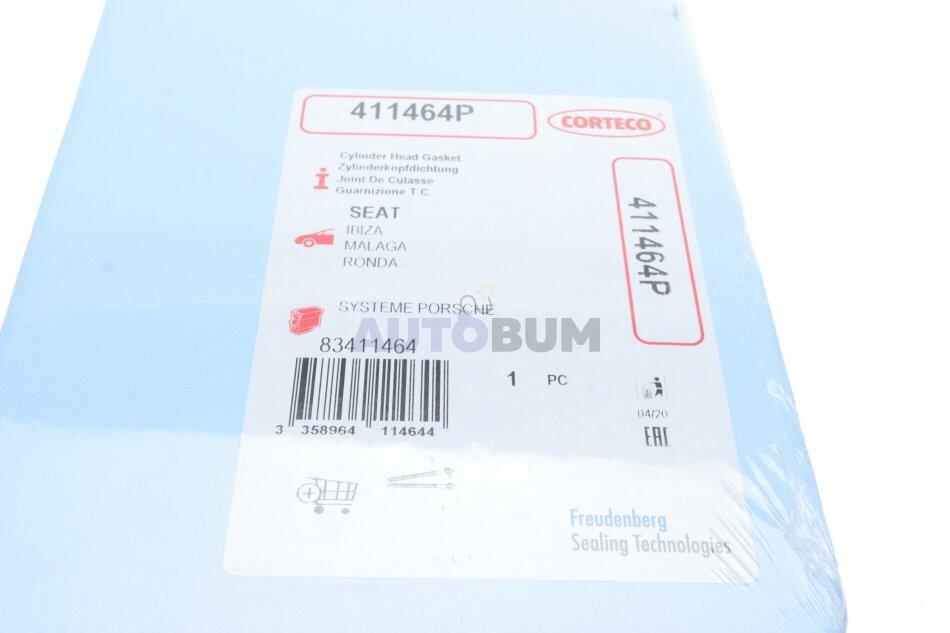 411464P
CORTECO
Cylinder Head Gasket
Zylinderkopfdichtung
Joint De Culasse
Guarnizione T.C.
411464P
SEAT
IBIZA
MALAGA
RONDA -
SYSTEME PORSCHE
AUTOBUM
83411464
1 PC
3 358964 114644
04/20
EAC
Freudenberg
Sealing Technologies